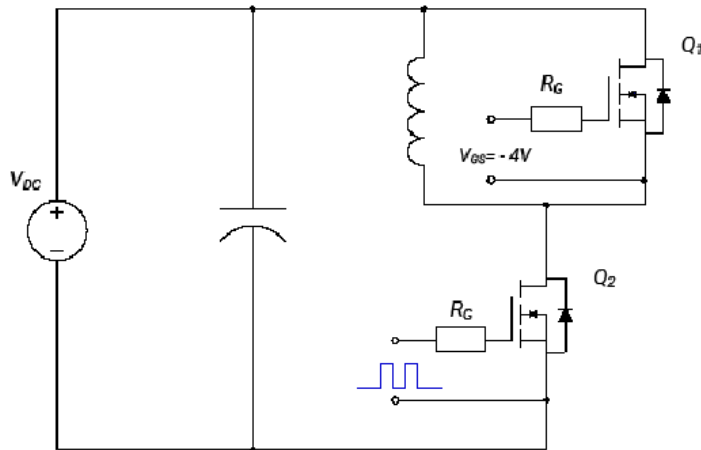 Q1
RG
VGS= - 4V
VDC
+
−
Q2
RG